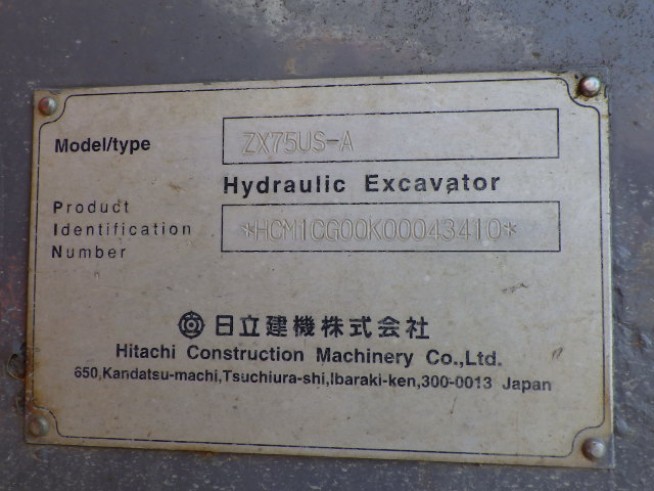 Model/type ZX75US-A
Hydraulic Excavator
Product
Identification *HCM1CG00K00043410*
Number
日立建機株式会社
Hitachi Construction Machinery Co.,Ltd.
650,Kandatsu-machi,Tsuchiura-shi,Ibaraki-ken,300-0013 Japan